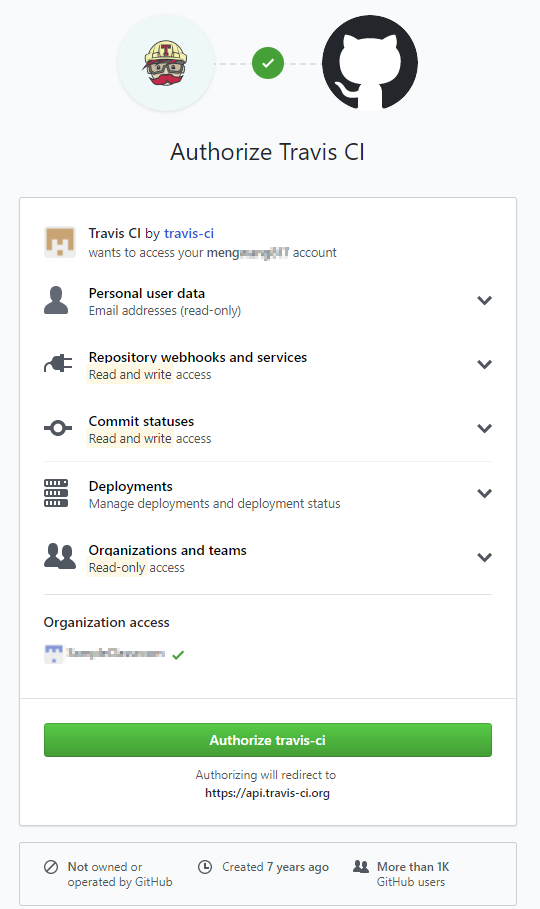 T
Authorize Travis CI
Travis CI by travis-ci
wants to access your account
Personal user data
Email addresses (read-only)
Repository webhooks and services
Read and write access
Commit statuses
Read and write access
Deployments
Manage deployments and deployment status
Organizations and teams
Read-only access
Organization access
Authorize travis-ci
Authorizing will redirect to
https://api.travis-ci.org
Not owned or
operated by GitHub
Created 7 years ago
More than 1K
GitHub users